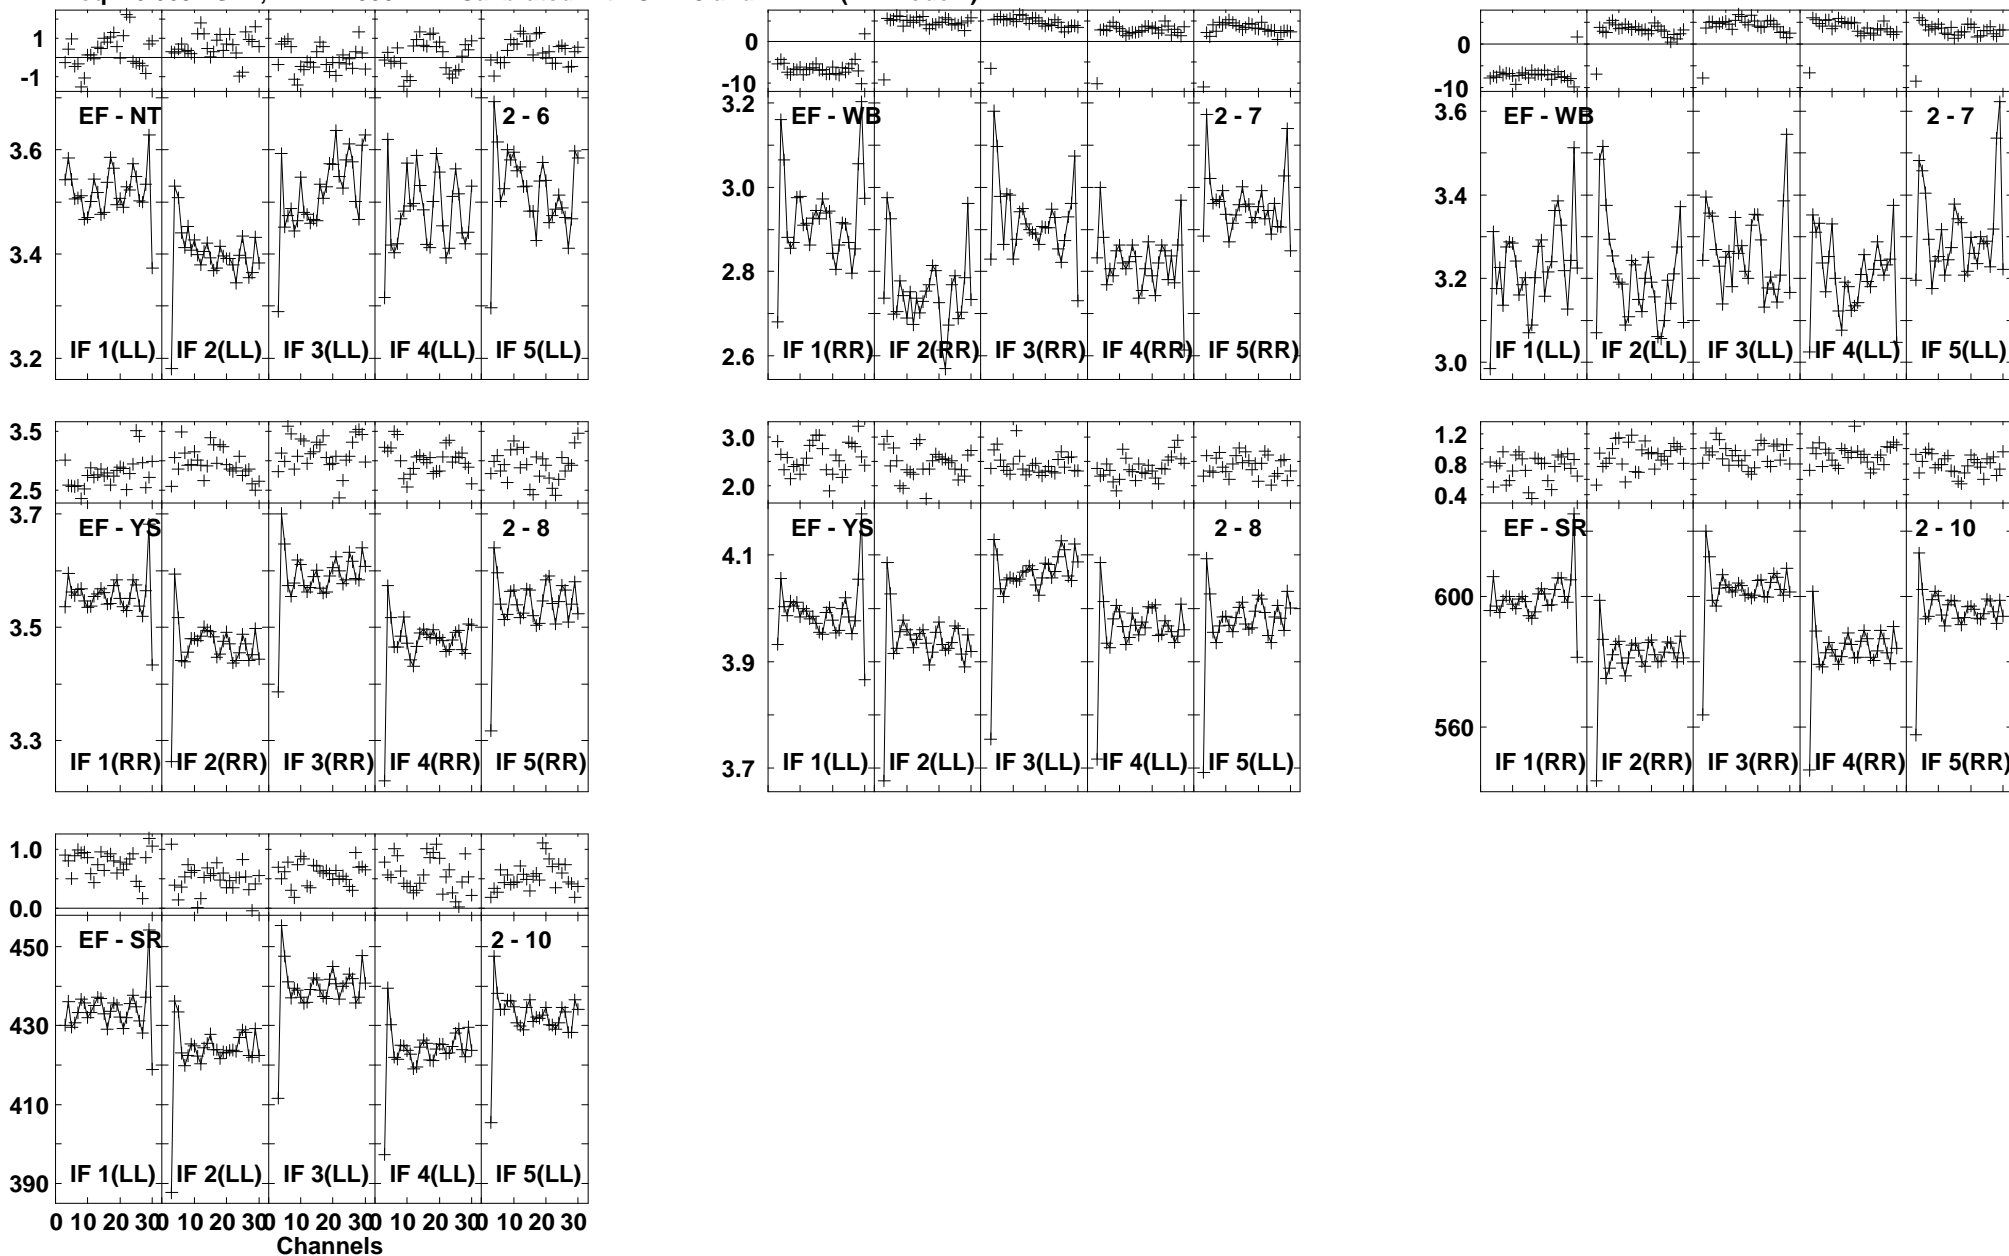 1
-1
EF - NT
2 - 6
3.6
3.4
3.2
IF 1(LL)
IF 2(LL)
IF 3(LL)
IF 4(LL)
IF 5(LL)
0
-10
3.2
EF - WB
2 - 7
3.0
2.8
2.6
IF 1(RR)
IF 2(RR)
IF 3(RR)
IF 4(RR)
IF 5(RR)
0
-10
3.6
EF - WB
2 - 7
3.4
3.2
3.0
IF 1(LL)
IF 2(LL)
IF 3(LL)
IF 4(LL)
IF 5(LL)
3.5
2.5
3.7
EF - YS
2 - 8
3.5
3.3
IF 1(RR)
IF 2(RR)
IF 3(RR)
IF 4(RR)
IF 5(RR)
3.0
2.0
EF - YS
2 - 8
4.1
3.9
3.7
IF 1(LL)
IF 2(LL)
IF 3(LL)
IF 4(LL)
IF 5(LL)
1.2
0.8
0.4
EF - SR
2 - 10
600
560
IF 1(RR)
IF 2(RR)
IF 3(RR)
IF 4(RR)
IF 5(RR)
1.0
0.0
EF - SR
2 - 10
450
430
410
390
IF 1(LL)
IF 2(LL)
IF 3(LL)
IF 4(LL)
IF 5(LL)
0 10 20 30 0 10 20 30 10 20 30 10 20 30 0 10 20 30
Channels